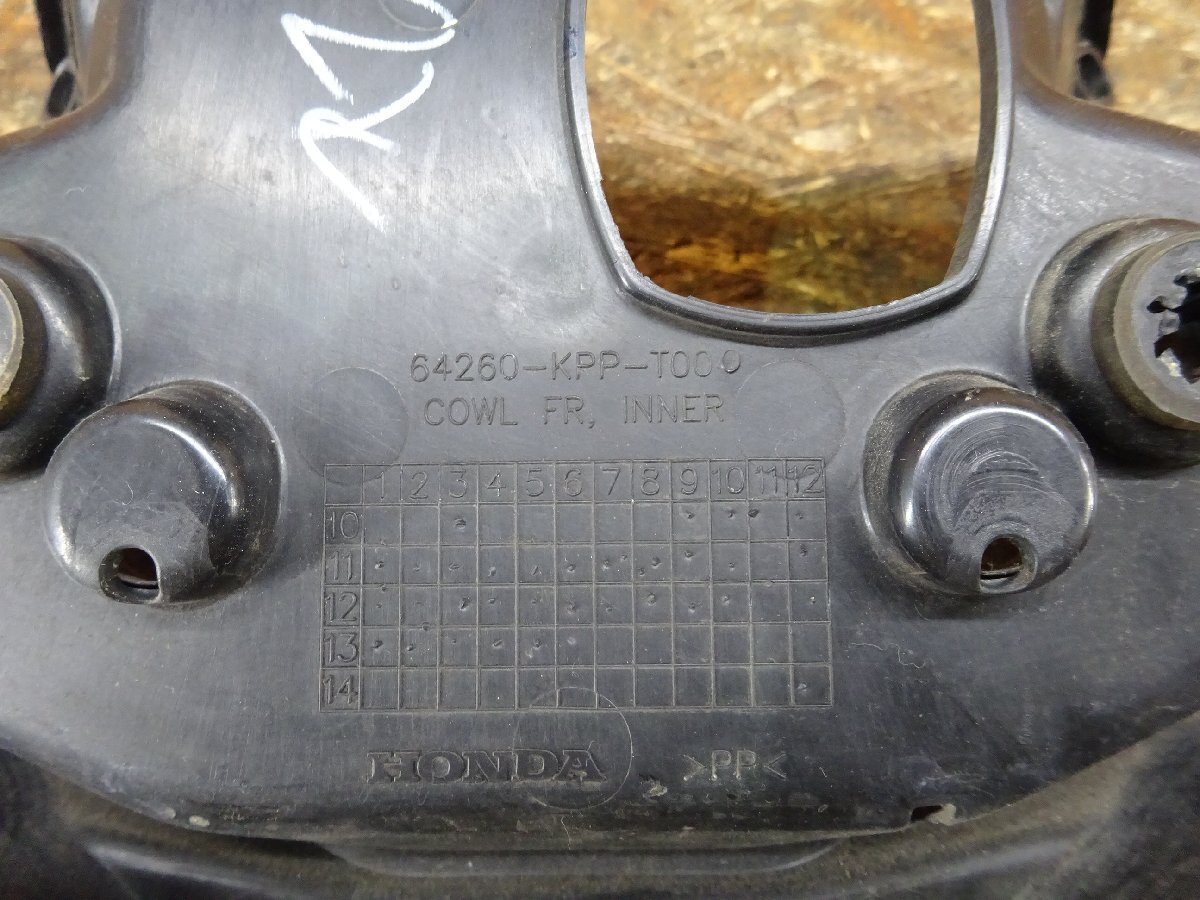 64260-KPP-T000
COWL FR, INNER
1 2 3 4 5 6 7 8 9 10 11 12
10
11
12
13
14
HONDA
>PP<